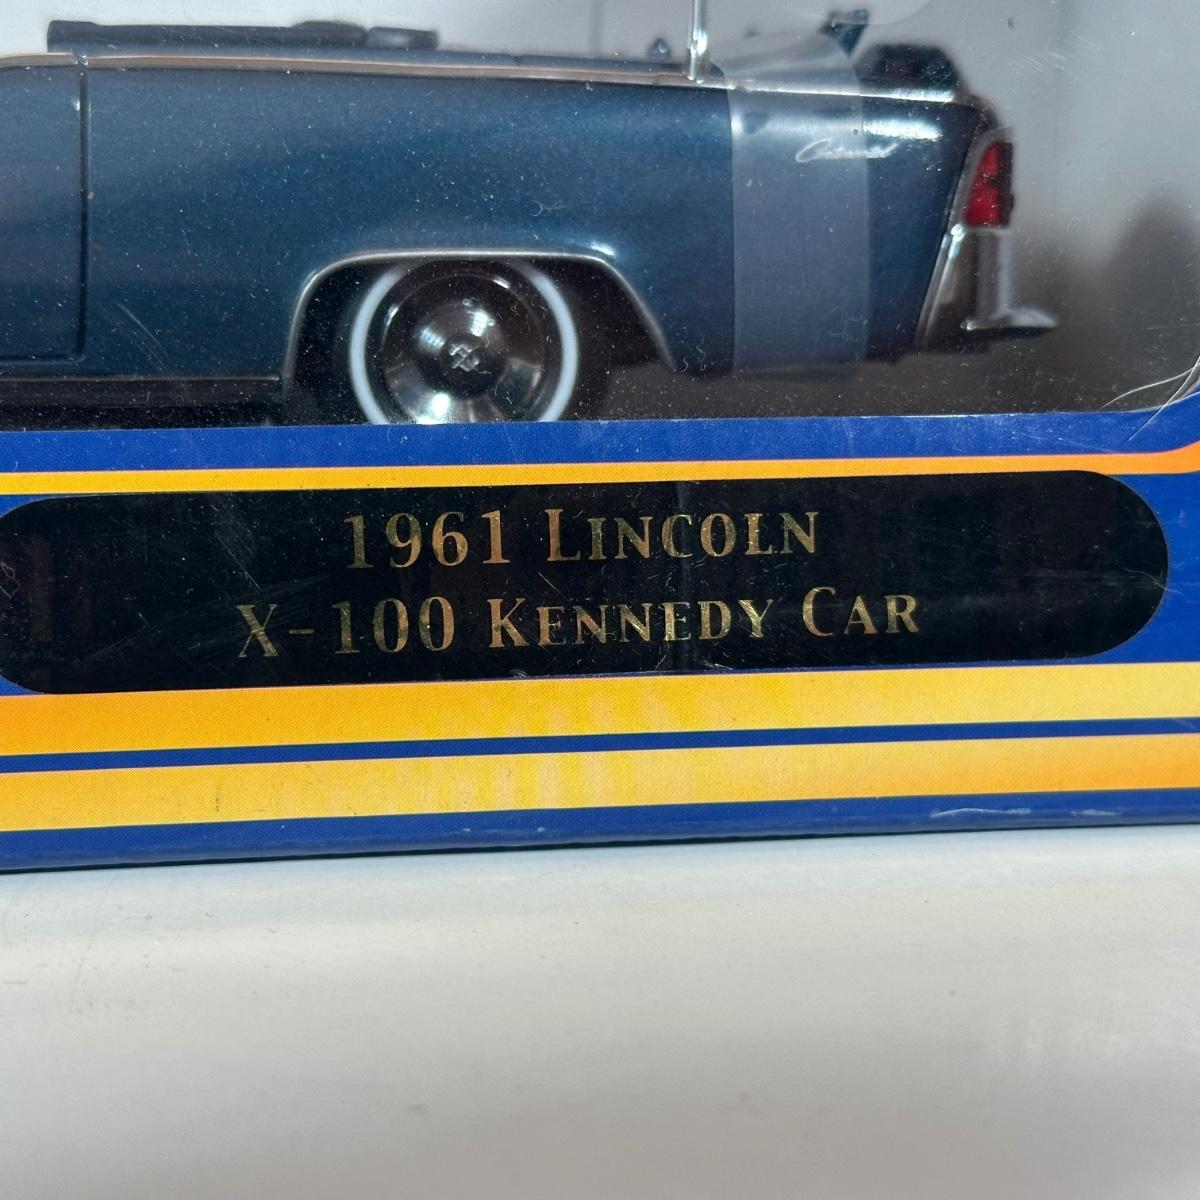 1961 LINCOLN
X-100 KENNEDY CAR